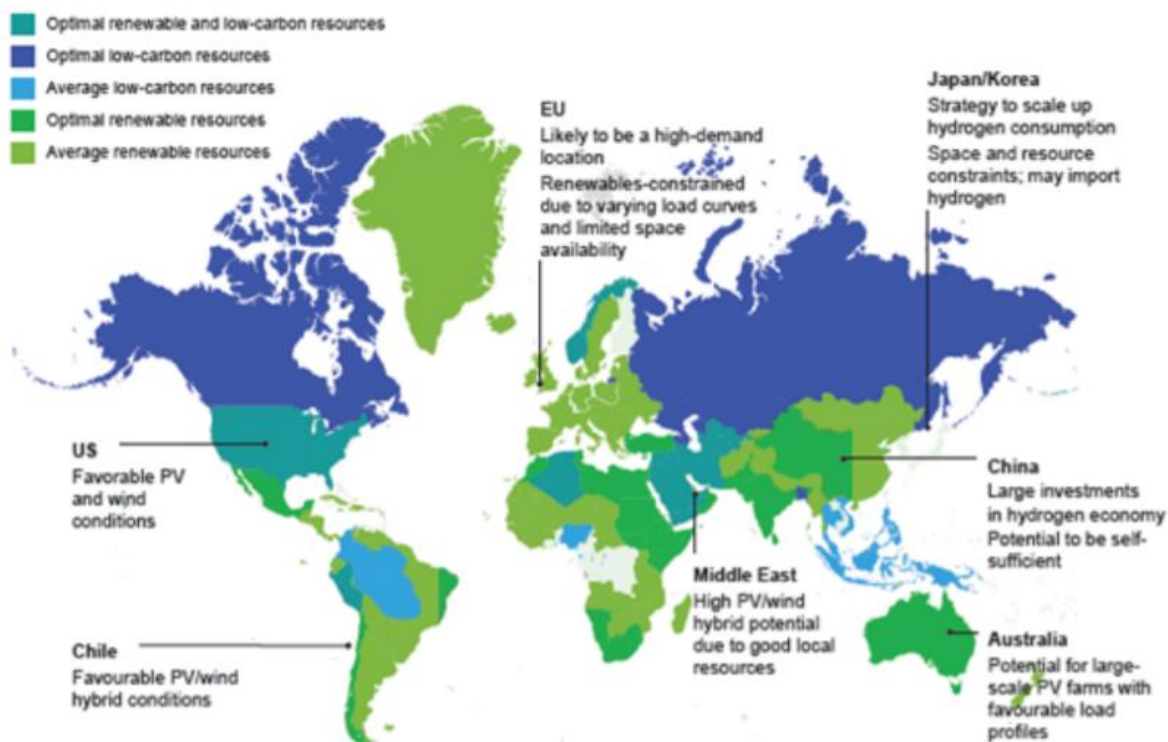 Optimal renewable and low-carbon resources
Optimal low-carbon resources
Average low-carbon resources
Optimal renewable resources
Average renewable resources
EU
Likely to be a high-demand
location
Renewables-constrained
due to varying load curves
and limited space
availability
Japan/Korea
Strategy to scale up
hydrogen consumption
Space and resource
constraints; may import
hydrogen
US
Favorable PV
and wind
conditions
China
Large investments
in hydrogen economy
Potential to be self-
sufficient
Middle East
High PV/wind
hybrid potential
due to good local
resources
Chile
Favourable PV/wind
hybrid conditions
Australia
Potential for large-
scale PV farms with
favourable load
profiles